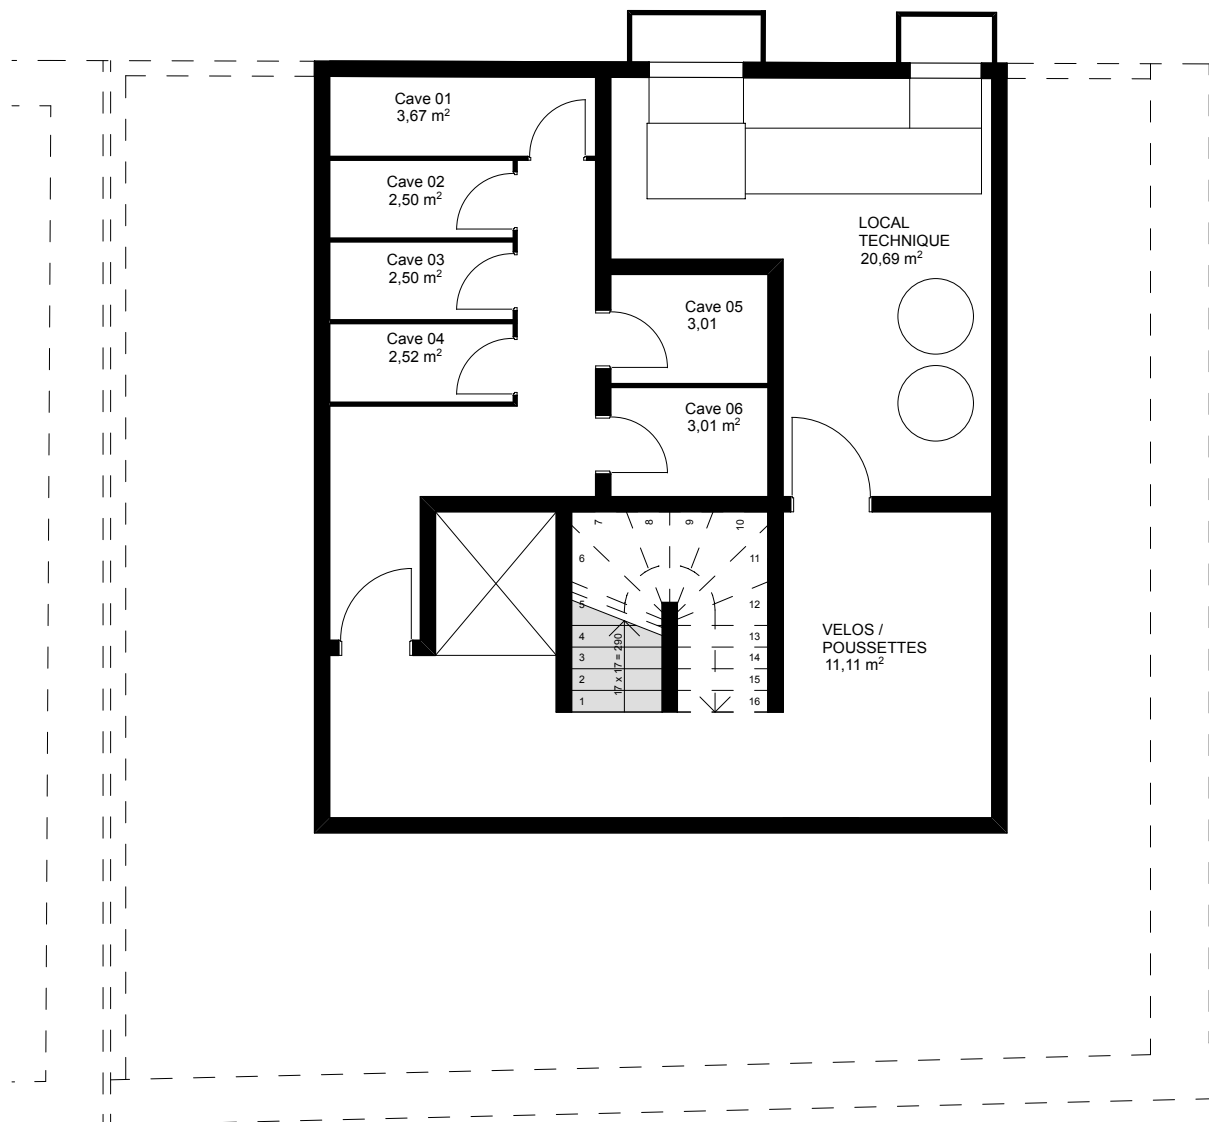 Cave 01
3,67 m²
Cave 02
2,50 m²
Cave 03
2,50 m²
Cave 04
2,52 m²
Cave 05
3,01
Cave 06
3,01 m²
LOCAL
TECHNIQUE
20,69 m²
VELOS /
POUSSETTES
11,11 m²
7
8
9
10
6
11
5
12
4
13
3
14
2
15
1
16
17 x 17 = 290